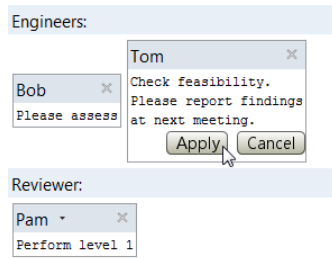 Engineers:
Bob
Please assess
Tom
Check feasibility.
Please report findings
at next meeting.
Apply Cancel
Reviewer:
Pam
Perform level 1